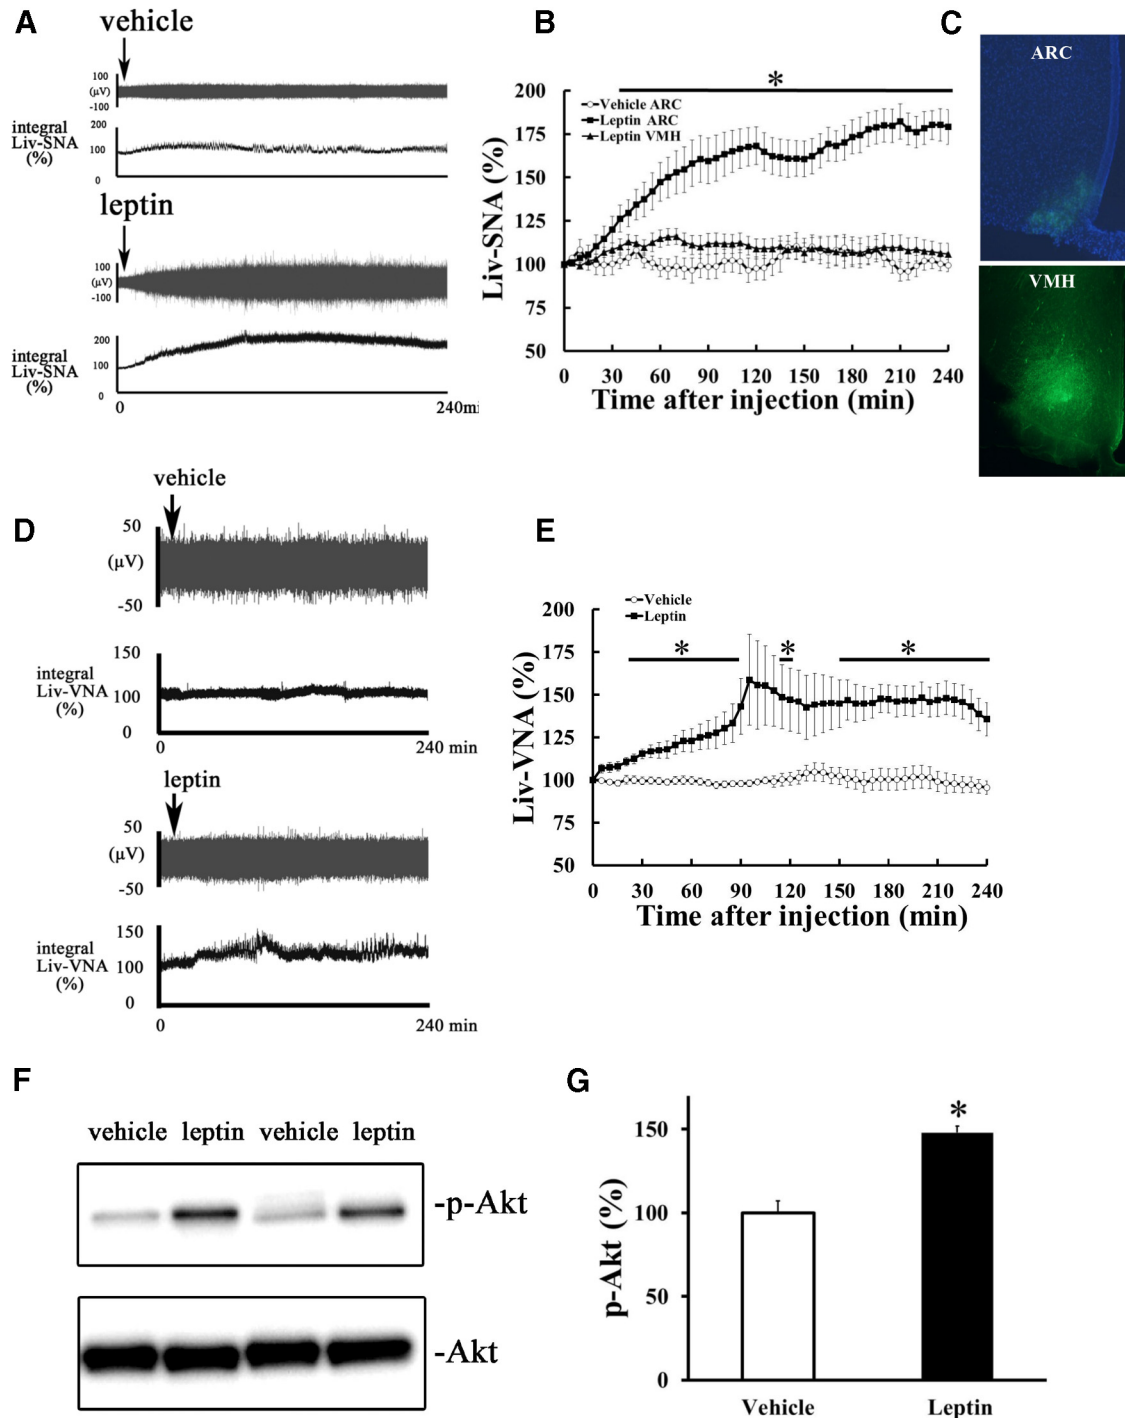 A
vehicle
100
(μV)
-100
integral
Liv-SNA
(%)
200
100
0
leptin
100
(μV)
-100
integral
Liv-SNA
(%)
200
100
0
0
240mi
B
*
Vehicle ARC
Leptin ARC
Leptin VMH
Liv-SNA (%)
200
175
150
125
100
75
50
0 30 60 90 120 150 180 210 240
Time after injection (min)
C
ARC
VMH
D
vehicle
50
(μV)
-50
integral
Liv-VNA
(%)
150
100
0
0
240 min
leptin
50
(μV)
-50
integral
Liv-VNA
(%)
150
100
0
0
240 min
E
Vehicle
Leptin
* * *
Liv-VNA (%)
200
175
150
125
100
75
50
0 30 60 90 120 150 180 210 240
Time after injection (min)
F
vehicle leptin vehicle leptin
-p-Akt
-Akt
G
*
p-Akt (%)
150
100
50
0
Vehicle Leptin